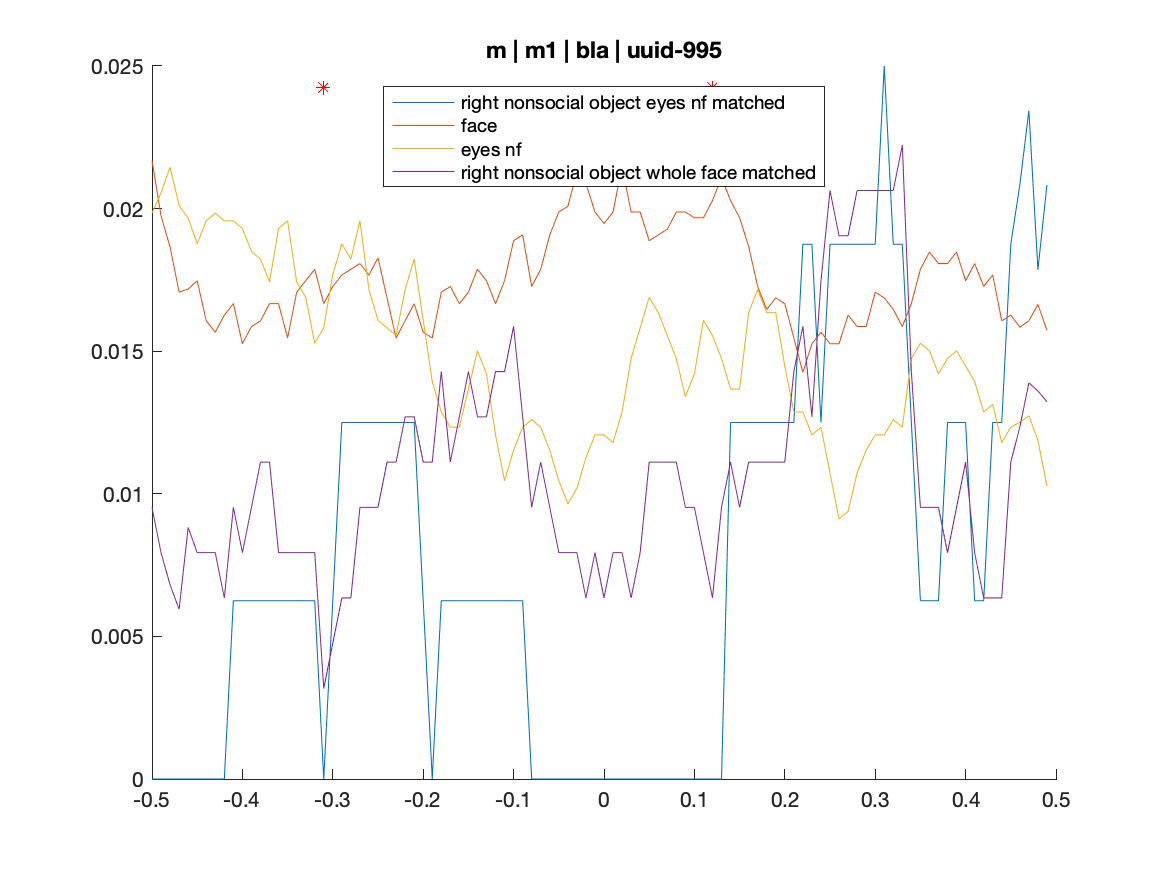 m | m1 | bla | uuid-995
0.025
0.02
0.015
0.01
0.005
0
right nonsocial object eyes nf matched
face
eyes nf
right nonsocial object whole face matched
-0.5 -0.4 -0.3 -0.2 -0.1 0 0.1 0.2 0.3 0.4 0.5